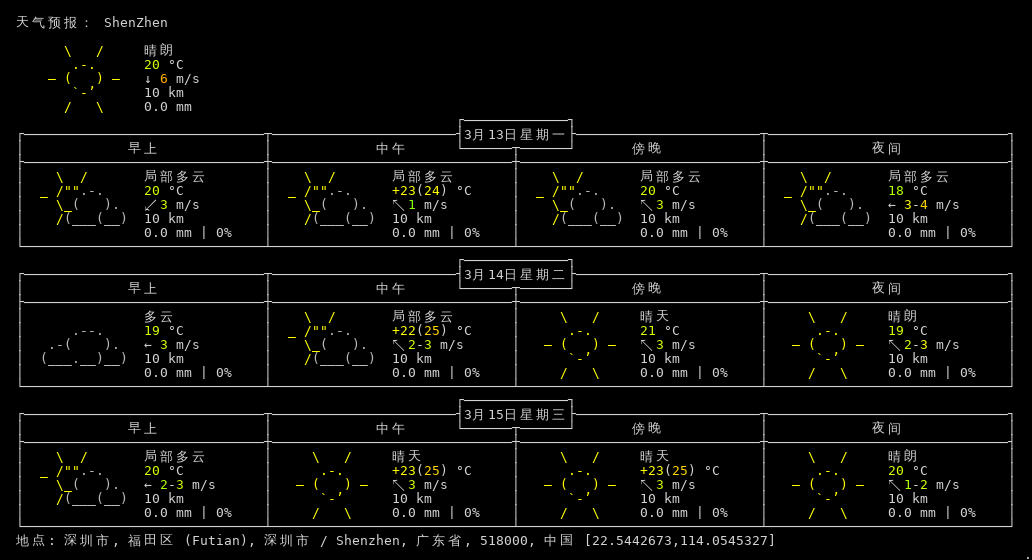 天气预报： ShenZhen
晴朗
20 °C
↓ 6 m/s
10 km
0.0 mm
3月13日星期一
早上 中午 傍晚 夜间
局部多云 局部多云 局部多云 局部多云
20 °C +23(24) °C 20 °C 18 °C
↙ 3 m/s ↖ 1 m/s ↖ 3 m/s ← 3-4 m/s
10 km 10 km 10 km 10 km
0.0 mm | 0% 0.0 mm | 0% 0.0 mm | 0% 0.0 mm | 0%
3月14日星期二
早上 中午 傍晚 夜间
多云 局部多云 晴天 晴朗
19 °C +22(25) °C 21 °C 19 °C
← 3 m/s ↖ 2-3 m/s ↖ 3 m/s ↖ 2-3 m/s
10 km 10 km 10 km 10 km
0.0 mm | 0% 0.0 mm | 0% 0.0 mm | 0% 0.0 mm | 0%
3月15日星期三
早上 中午 傍晚 夜间
局部多云 晴天 晴天 晴朗
20 °C +23(25) °C +23(25) °C 20 °C
← 2-3 m/s ↖ 3 m/s ↖ 3 m/s ↖ 1-2 m/s
10 km 10 km 10 km 10 km
0.0 mm | 0% 0.0 mm | 0% 0.0 mm | 0% 0.0 mm | 0%
地点: 深圳市, 福田区 (Futian), 深圳市 / Shenzhen, 广东省, 518000, 中国 [22.5442673,114.0545327]